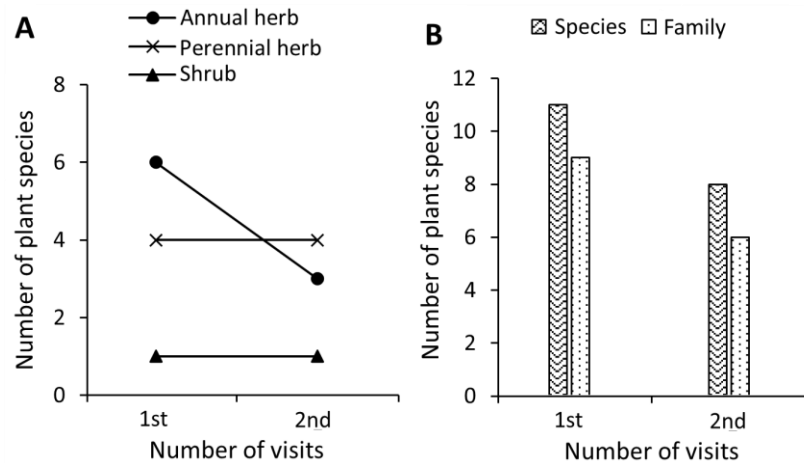 A
Annual herb
Perennial herb
Shrub
Number of plant species
8
6
4
2
0
1st 2nd
Number of visits
B
Species Family
Number of plant species
12
10
8
6
4
2
0
1st 2nd
Number of visits